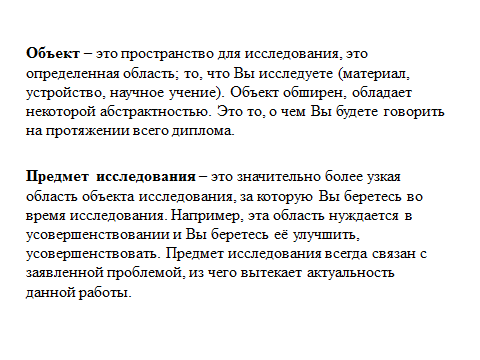 Объект – это пространство для исследования, это
определенная область; то, что Вы исследуете (материал,
устройство, научное учение). Объект обширен, обладает
некоторой абстрактностью. Это то, о чем Вы будете говорить
на протяжении всего диплома.
Предмет исследования – это значительно более узкая
область объекта исследования, за которую Вы беретесь во
время исследования. Например, эта область нуждается в
усовершенствовании и Вы беретесь её улучшить,
усовершенствовать. Предмет исследования всегда связан с
заявленной проблемой, из чего вытекает актуальность
данной работы.